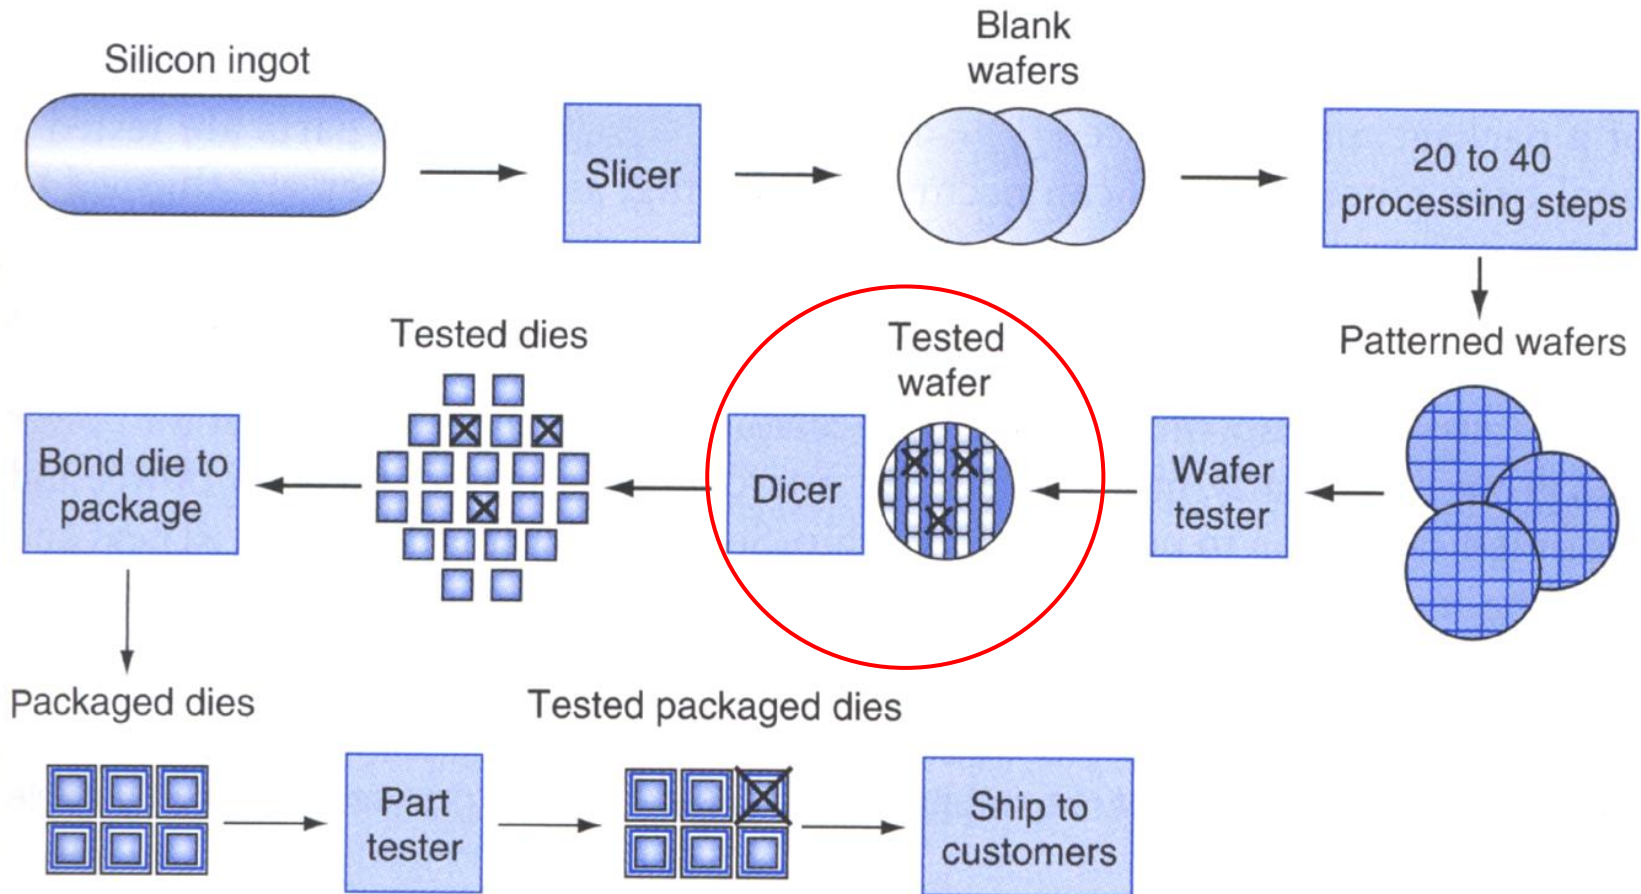 Silicon ingot
Slicer
Blank
wafers
20 to 40
processing steps
Patterned wafers
Wafer
tester
Tested
wafer
Dicer
Tested dies
Bond die to
package
Packaged dies
Part
tester
Tested packaged dies
Ship to
customers